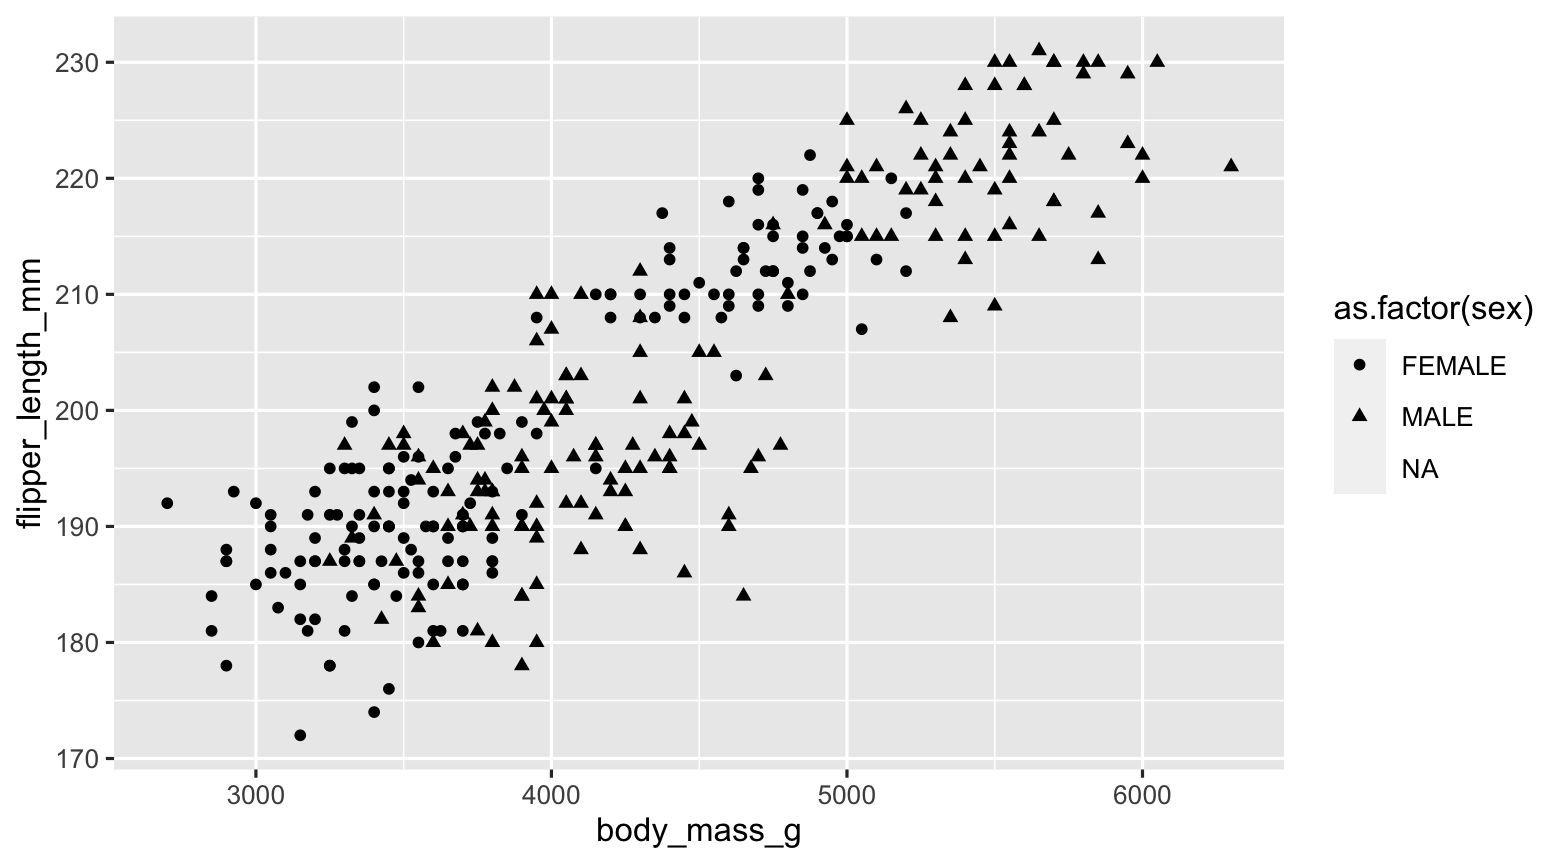 230
220
210
200
190
180
170
flipper_length_mm
3000 4000 5000 6000
body_mass_g
as.factor(sex)
FEMALE
MALE
NA